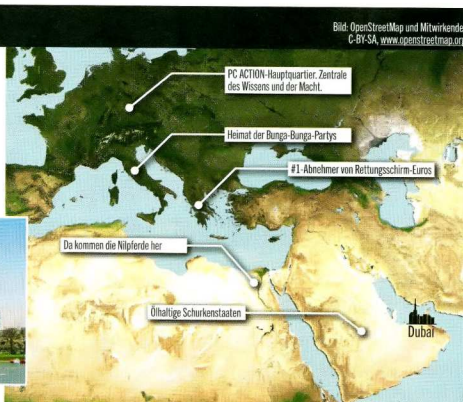 Bild: OpenStreetMap und Mitwirkende
C-BY-SA, www.openstreetmap.org
PC ACTION-Hauptquartier. Zentrale
des Wissens und der Macht.
Heimat der Bunga-Bunga-Partys
#1-Abnehmer von Rettungsschirm-Euros
Da kommen die Nilpferde her
Ölhaltige Schurkenstaaten
Dubai